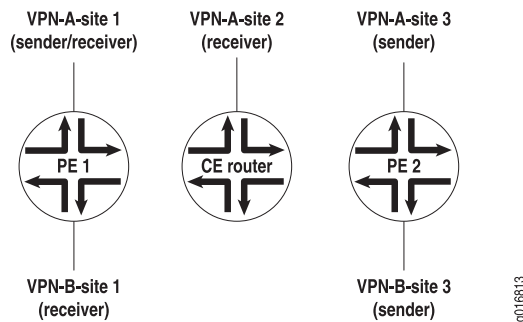 VPN-A-site 1
(sender/receiver)
VPN-A-site 2
(receiver)
VPN-A-site 3
(sender)
PE 1
CE router
PE 2
VPN-B-site 1
(receiver)
VPN-B-site 3
(sender)
g016813